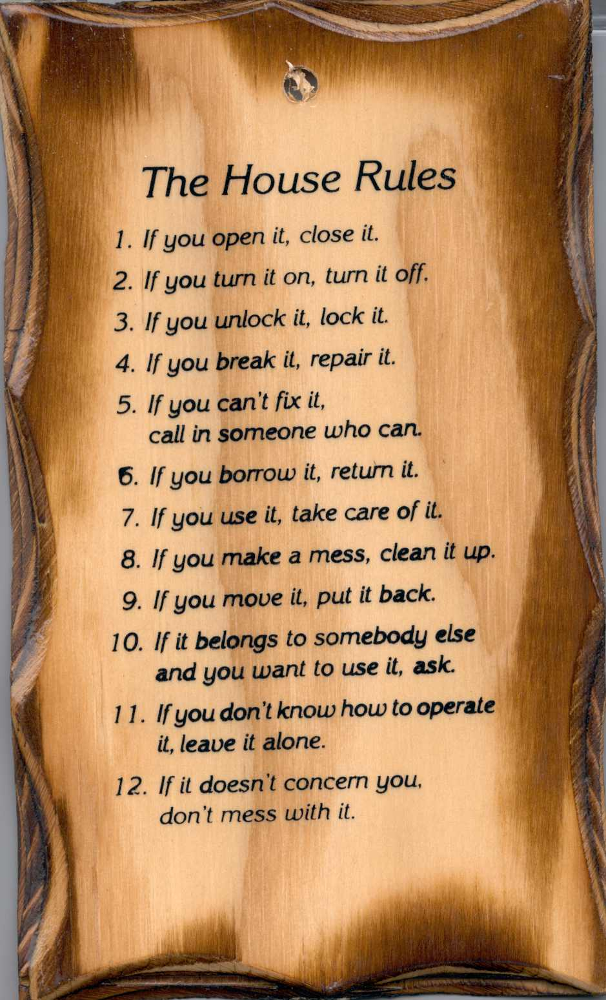 The House Rules
1. If you open it, close it.
2. If you turn it on, turn it off.
3. If you unlock it, lock it.
4. If you break it, repair it.
5. If you can't fix it,
call in someone who can.
6. If you borrow it, return it.
7. If you use it, take care of it.
8. If you make a mess, clean it up.
9. If you move it, put it back.
10. If it belongs to somebody else
and you want to use it, ask.
11. If you don't know how to operate
it, leave it alone.
12. If it doesn't concern you,
don't mess with it.